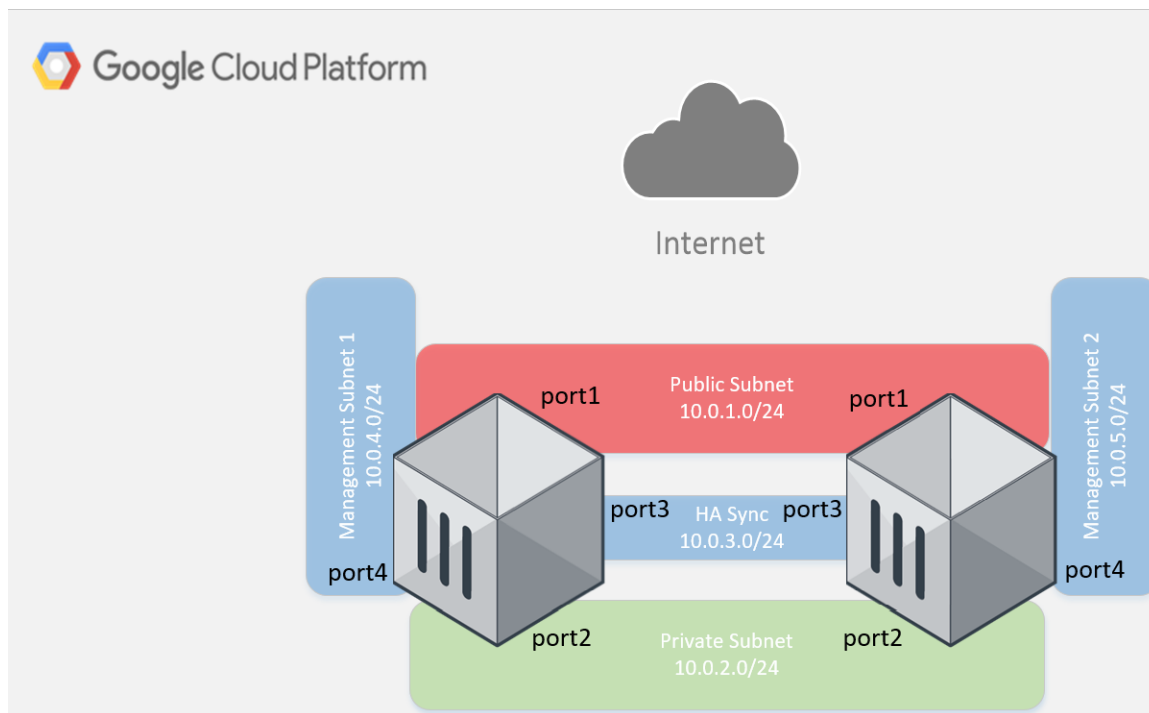 Google Cloud Platform
Internet
Management Subnet 1
10.0.4.0/24
port1
Public Subnet
10.0.1.0/24
port1
Management Subnet 2
10.0.5.0/24
port3
HA Sync
10.0.3.0/24
port3
port4
port4
port2
Private Subnet
10.0.2.0/24
port2